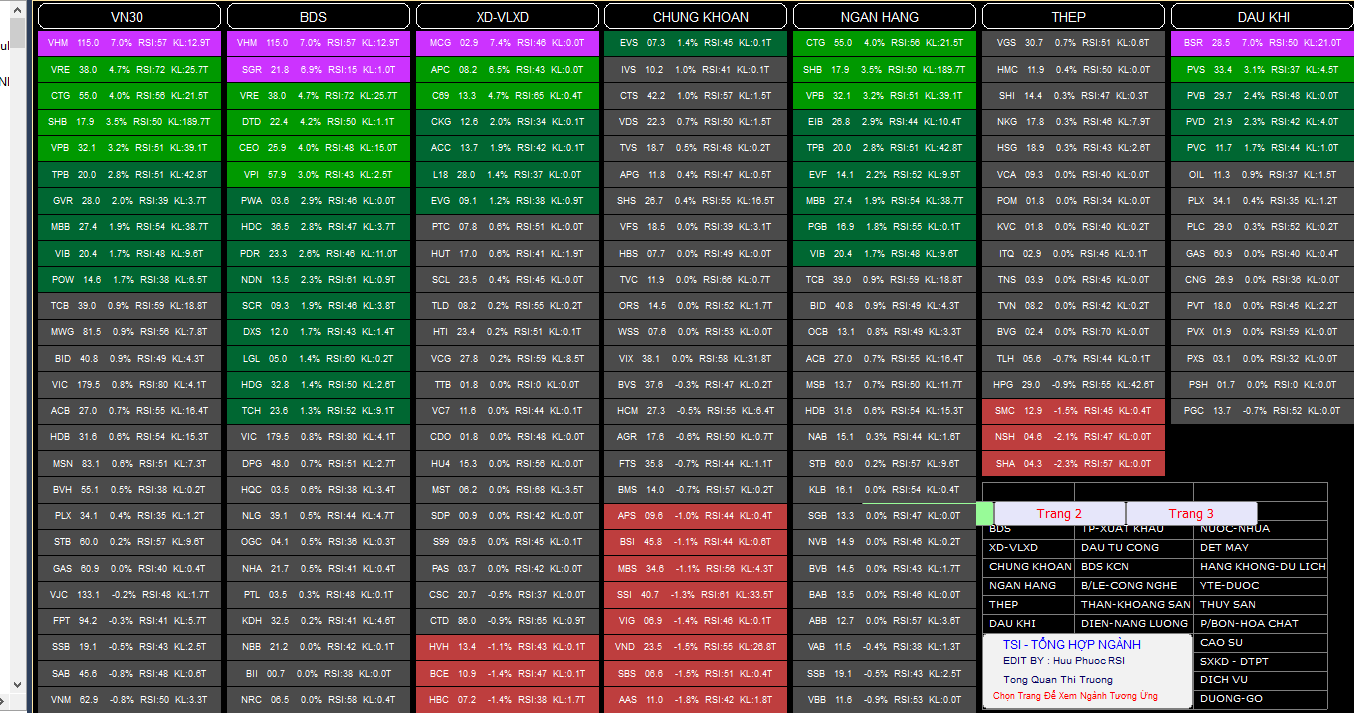 ul
NI
VN30
VHM 115.0 7.0% RSI:57 KL:12.9T
VRE 38.0 4.7% RSI:72 KL:25.7T
CTG 55.0 4.0% RSI:56 KL:21.5T
SHB 17.9 3.5% RSI:50 KL:189.7T
VPB 32.1 3.2% RSI:51 KL:39.1T
TPB 20.0 2.8% RSI:51 KL:42.8T
GVR 28.0 2.0% RSI:39 KL:3.7T
MBB 27.4 1.9% RSI:54 KL:38.7T
VIB 20.4 1.7% RSI:48 KL:9.6T
POW 14.6 1.7% RSI:38 KL:6.5T
TCB 39.0 0.9% RSI:59 KL:18.8T
MWG 81.5 0.9% RSI:56 KL:7.8T
BID 40.8 0.9% RSI:49 KL:4.3T
VIC 179.5 0.8% RSI:80 KL:4.1T
ACB 27.0 0.7% RSI:55 KL:16.4T
HDB 31.6 0.6% RSI:54 KL:15.3T
MSN 83.1 0.6% RSI:51 KL:7.3T
BVH 55.1 0.5% RSI:38 KL:0.2T
PLX 34.1 0.4% RSI:35 KL:1.2T
STB 60.0 0.2% RSI:57 KL:9.6T
GAS 60.9 0.0% RSI:40 KL:0.4T
VJC 133.1 -0.2% RSI:48 KL:1.7T
FPT 94.2 -0.3% RSI:41 KL:5.7T
SSB 19.1 -0.5% RSI:43 KL:2.5T
SAB 45.6 -0.8% RSI:48 KL:0.6T
VNM 62.9 -0.8% RSI:50 KL:3.3T
BDS
VHM 115.0 7.0% RSI:57 KL:12.9T
SGR 21.8 6.9% RSI:15 KL:1.0T
VRE 38.0 4.7% RSI:72 KL:25.7T
DTD 22.4 4.2% RSI:50 KL:1.1T
CEO 25.9 4.0% RSI:48 KL:15.0T
VPI 57.9 3.0% RSI:43 KL:2.5T
PWA 03.6 2.9% RSI:46 KL:0.0T
HDC 36.5 2.8% RSI:47 KL:3.7T
PDR 23.3 2.6% RSI:46 KL:11.0T
NDN 13.5 2.3% RSI:61 KL:0.9T
SCR 09.3 1.9% RSI:46 KL:3.8T
DXS 12.0 1.7% RSI:43 KL:1.4T
LGL 05.0 1.4% RSI:60 KL:0.2T
HDG 32.8 1.4% RSI:50 KL:2.6T
TCH 23.6 1.3% RSI:52 KL:9.1T
VIC 179.5 0.8% RSI:80 KL:4.1T
DPG 48.0 0.7% RSI:51 KL:2.7T
HQC 03.5 0.6% RSI:38 KL:3.4T
NLG 39.1 0.5% RSI:44 KL:4.7T
OGC 04.1 0.5% RSI:36 KL:0.3T
NHA 21.7 0.5% RSI:41 KL:0.4T
PTL 03.5 0.3% RSI:48 KL:0.1T
KDH 32.5 0.2% RSI:41 KL:4.6T
NBB 21.2 0.0% RSI:42 KL:0.1T
BII 00.7 0.0% RSI:38 KL:0.0T
NRC 06.5 0.0% RSI:58 KL:0.4T
XD-VLXD
MCG 02.9 7.4% RSI:46 KL:0.0T
APC 08.2 6.5% RSI:43 KL:0.0T
C69 13.3 4.7% RSI:65 KL:0.4T
CKG 12.6 2.0% RSI:34 KL:0.1T
ACC 13.7 1.9% RSI:42 KL:0.1T
L18 28.0 1.4% RSI:37 KL:0.0T
EVG 09.1 1.2% RSI:38 KL:0.9T
PTC 07.8 0.6% RSI:51 KL:0.0T
HUT 17.0 0.6% RSI:41 KL:1.9T
SCL 23.5 0.4% RSI:45 KL:0.0T
TLD 08.2 0.2% RSI:55 KL:0.2T
HTI 23.4 0.2% RSI:51 KL:0.1T
VCG 27.8 0.2% RSI:59 KL:8.5T
TTB 01.8 0.0% RSI:0 KL:0.0T
VC7 11.6 0.0% RSI:44 KL:0.1T
CDO 01.8 0.0% RSI:48 KL:0.0T
HU4 15.3 0.0% RSI:56 KL:0.0T
MST 06.2 0.0% RSI:68 KL:3.5T
SDP 00.9 0.0% RSI:42 KL:0.0T
S99 09.5 0.0% RSI:45 KL:0.1T
PAS 03.7 0.0% RSI:42 KL:0.0T
CSC 20.7 -0.5% RSI:37 KL:0.0T
CTD 86.0 -0.9% RSI:65 KL:0.9T
HVH 13.4 -1.1% RSI:43 KL:0.1T
BCE 10.9 -1.4% RSI:47 KL:0.1T
HBC 07.2 -1.4% RSI:38 KL:1.7T
CHUNG KHOAN
EVS 07.3 1.4% RSI:45 KL:0.1T
IVS 10.2 1.0% RSI:41 KL:0.1T
CTS 42.2 1.0% RSI:57 KL:1.5T
VDS 22.3 0.7% RSI:50 KL:1.5T
TVS 18.7 0.5% RSI:48 KL:0.2T
APG 11.8 0.4% RSI:47 KL:0.5T
SHS 26.7 0.4% RSI:55 KL:16.5T
VFS 18.5 0.0% RSI:39 KL:3.1T
HBS 07.7 0.0% RSI:49 KL:0.0T
TVC 11.9 0.0% RSI:66 KL:0.7T
ORS 14.5 0.0% RSI:52 KL:1.7T
WSS 07.6 0.0% RSI:53 KL:0.0T
VIX 38.1 0.0% RSI:58 KL:31.8T
BVS 37.6 -0.3% RSI:47 KL:0.2T
HCM 27.3 -0.5% RSI:55 KL:6.4T
AGR 17.6 -0.6% RSI:50 KL:0.7T
FTS 35.8 -0.7% RSI:44 KL:1.1T
BMS 14.0 -0.7% RSI:57 KL:0.2T
APS 09.6 -1.0% RSI:44 KL:0.4T
BSI 45.8 -1.1% RSI:44 KL:0.6T
MBS 34.6 -1.1% RSI:56 KL:4.3T
SSI 40.7 -1.3% RSI:61 KL:33.5T
VIG 06.9 -1.4% RSI:46 KL:0.1T
VND 23.5 -1.5% RSI:55 KL:26.8T
SBS 06.6 -1.5% RSI:51 KL:0.4T
AAS 11.0 -1.8% RSI:42 KL:1.8T
NGAN HANG
CTG 55.0 4.0% RSI:56 KL:21.5T
SHB 17.9 3.5% RSI:50 KL:189.7T
VPB 32.1 3.2% RSI:51 KL:39.1T
EIB 26.8 2.9% RSI:44 KL:10.4T
TPB 20.0 2.8% RSI:51 KL:42.8T
EVF 14.1 2.2% RSI:52 KL:9.5T
MBB 27.4 1.9% RSI:54 KL:38.7T
PGB 16.9 1.8% RSI:55 KL:0.1T
VIB 20.4 1.7% RSI:48 KL:9.6T
TCB 39.0 0.9% RSI:59 KL:18.8T
BID 40.8 0.9% RSI:49 KL:4.3T
OCB 13.1 0.8% RSI:49 KL:3.3T
ACB 27.0 0.7% RSI:55 KL:16.4T
MSB 13.7 0.7% RSI:50 KL:11.7T
HDB 31.6 0.6% RSI:54 KL:15.3T
NAB 15.1 0.3% RSI:44 KL:1.6T
STB 60.0 0.2% RSI:57 KL:9.6T
KLB 16.1 0.0% RSI:54 KL:0.4T
SGB 13.3 0.0% RSI:47 KL:0.0T
NVB 14.9 0.0% RSI:46 KL:0.2T
BVB 14.5 0.0% RSI:43 KL:1.7T
BAB 13.5 0.0% RSI:46 KL:0.0T
ABB 12.7 0.0% RSI:57 KL:3.6T
VAB 11.5 -0.4% RSI:38 KL:1.3T
SSB 19.1 -0.5% RSI:43 KL:2.5T
VBB 11.6 -0.9% RSI:53 KL:0.0T
THEP
VGS 30.7 0.7% RSI:51 KL:0.6T
HMC 11.9 0.4% RSI:50 KL:0.0T
SHI 14.4 0.3% RSI:47 KL:0.3T
NKG 17.8 0.3% RSI:46 KL:7.9T
HSG 18.9 0.3% RSI:43 KL:2.6T
VCA 09.3 0.0% RSI:40 KL:0.0T
POM 01.8 0.0% RSI:34 KL:0.0T
KVC 01.8 0.0% RSI:40 KL:0.2T
ITQ 02.9 0.0% RSI:45 KL:0.1T
TNS 03.9 0.0% RSI:45 KL:0.0T
TVN 08.2 0.0% RSI:42 KL:0.2T
BVG 02.4 0.0% RSI:70 KL:0.0T
TLH 05.6 -0.7% RSI:44 KL:0.1T
HPG 29.0 -0.9% RSI:55 KL:42.6T
SMC 12.9 -1.5% RSI:45 KL:0.4T
NSH 04.6 -2.1% RSI:47 KL:0.0T
SHA 04.3 -2.3% RSI:57 KL:0.0T
DAU KHI
BSR 28.5 7.0% RSI:50 KL:21.0T
PVS 33.4 3.1% RSI:37 KL:4.5T
PVB 29.7 2.4% RSI:48 KL:0.0T
PVD 21.9 2.3% RSI:42 KL:4.0T
PVC 11.7 1.7% RSI:44 KL:1.0T
OIL 11.3 0.9% RSI:37 KL:1.5T
PLX 34.1 0.4% RSI:35 KL:1.2T
PLC 29.0 0.3% RSI:52 KL:0.2T
GAS 60.9 0.0% RSI:40 KL:0.4T
CNG 26.9 0.0% RSI:36 KL:0.0T
PVT 18.0 0.0% RSI:45 KL:2.2T
PVX 01.9 0.0% RSI:59 KL:0.0T
PXS 03.1 0.0% RSI:32 KL:0.0T
PSH 01.7 0.0% RSI:0 KL:0.0T
PGC 13.7 -0.7% RSI:52 KL:0.0T
Trang 2 Trang 3
BDS TP-XUAT KHAU NUOC-NHUA
XD-VLXD DAU TU CONG DET MAY
CHUNG KHOAN BDS KCN HANG KHONG-DU LICH
NGAN HANG B/LE-CONG NGHE YTE-DUOC
THEP THAN-KHOANG SAN THUY SAN
DAU KHI DIEN-NANG LUONG P/BON-HOA CHAT
CAO SU
SXKD - DTPT
DICH VU
DUONG-GO
TSI - TỔNG HỢP NGÀNH
EDIT BY : Huu Phuoc RSI
Tong Quan Thi Truong
Chọn Trang Để Xem Ngành Tương Ứng